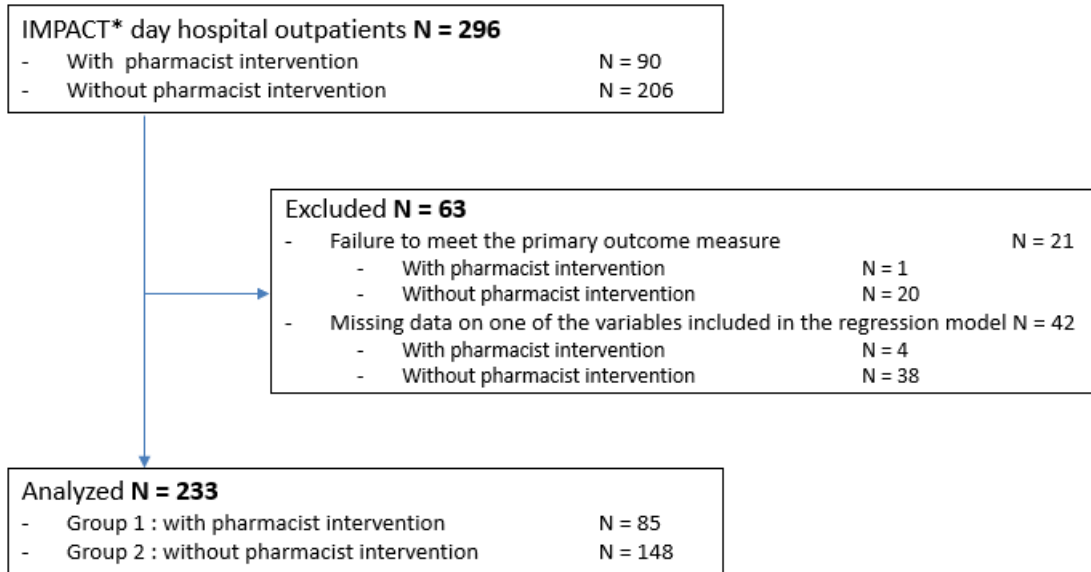 IMPACT* day hospital outpatients N = 296
- With pharmacist intervention N = 90
- Without pharmacist intervention N = 206
Excluded N = 63
- Failure to meet the primary outcome measure N = 21
- With pharmacist intervention N = 1
- Without pharmacist intervention N = 20
- Missing data on one of the variables included in the regression model N = 42
- With pharmacist intervention N = 4
- Without pharmacist intervention N = 38
Analyzed N = 233
- Group 1 : with pharmacist intervention N = 85
- Group 2 : without pharmacist intervention N = 148